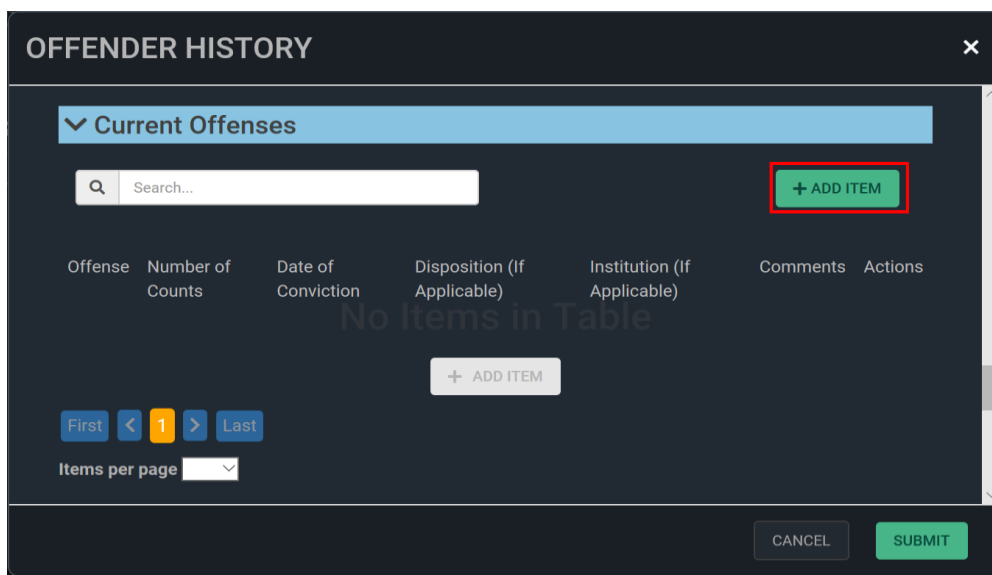 OFFENDER HISTORY
Current Offenses
Search...
+ ADD ITEM
Offense Number of Counts Date of Conviction Disposition (If Applicable) Institution (If Applicable) Comments Actions
No Items in Table
+ ADD ITEM
First < 1 > Last
Items per page
CANCEL SUBMIT